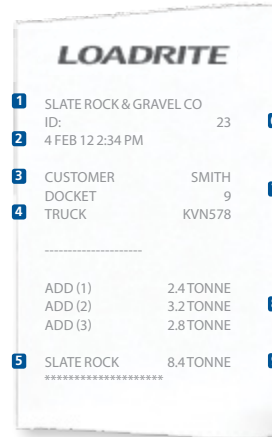 LOADRITE
1 SLATE ROCK & GRAVEL CO
ID: 23
2 4 FEB 12 2:34 PM
3 CUSTOMER SMITH
DOCKET 9
4 TRUCK KVN578
---------------------
ADD (1) 2.4 TONNE
ADD (2) 3.2 TONNE
ADD (3) 2.8 TONNE
5 SLATE ROCK 8.4 TONNE
********************